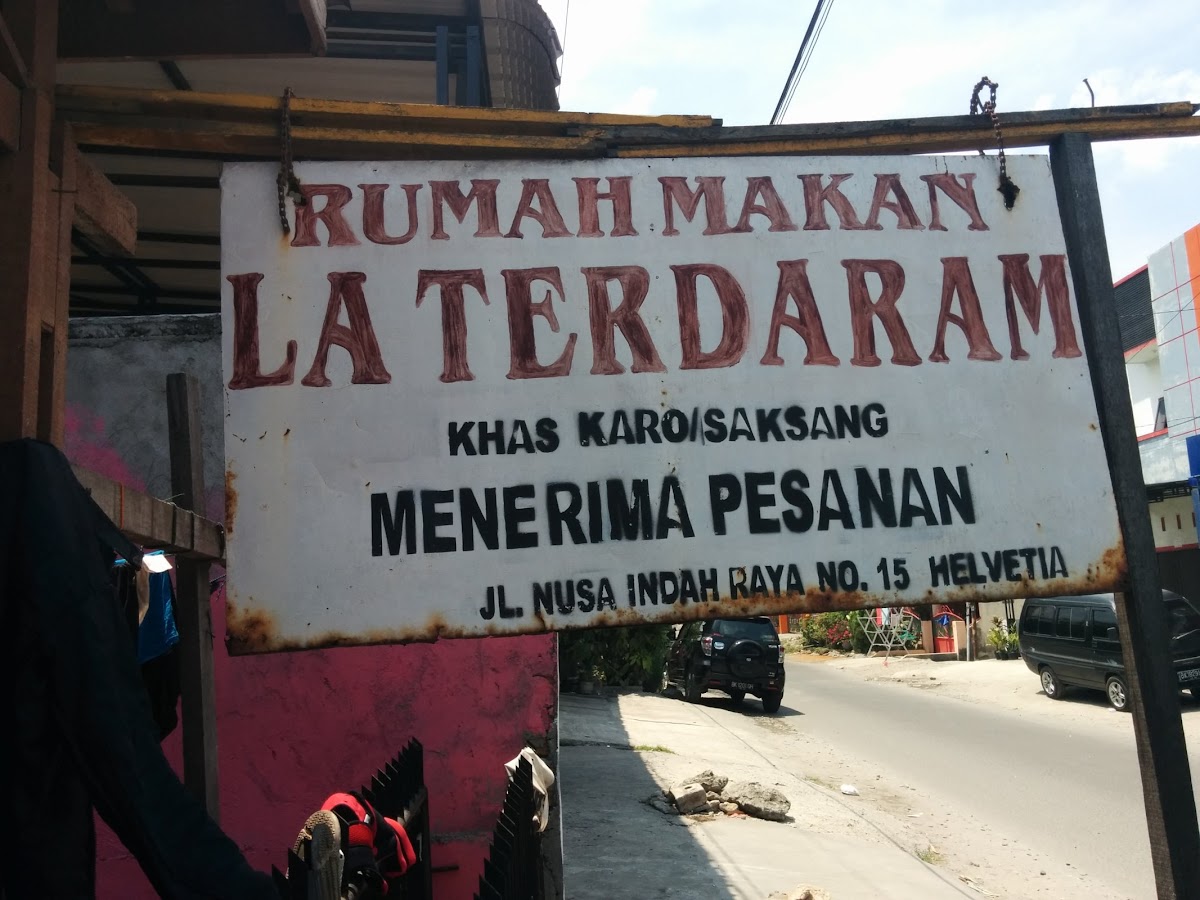 RUMAH MAKAN
LA TERDARAM
KHAS KARO/SAKSANG
MENERIMA PESANAN
JL. NUSA INDAH RAYA NO. 15 HELVETIA